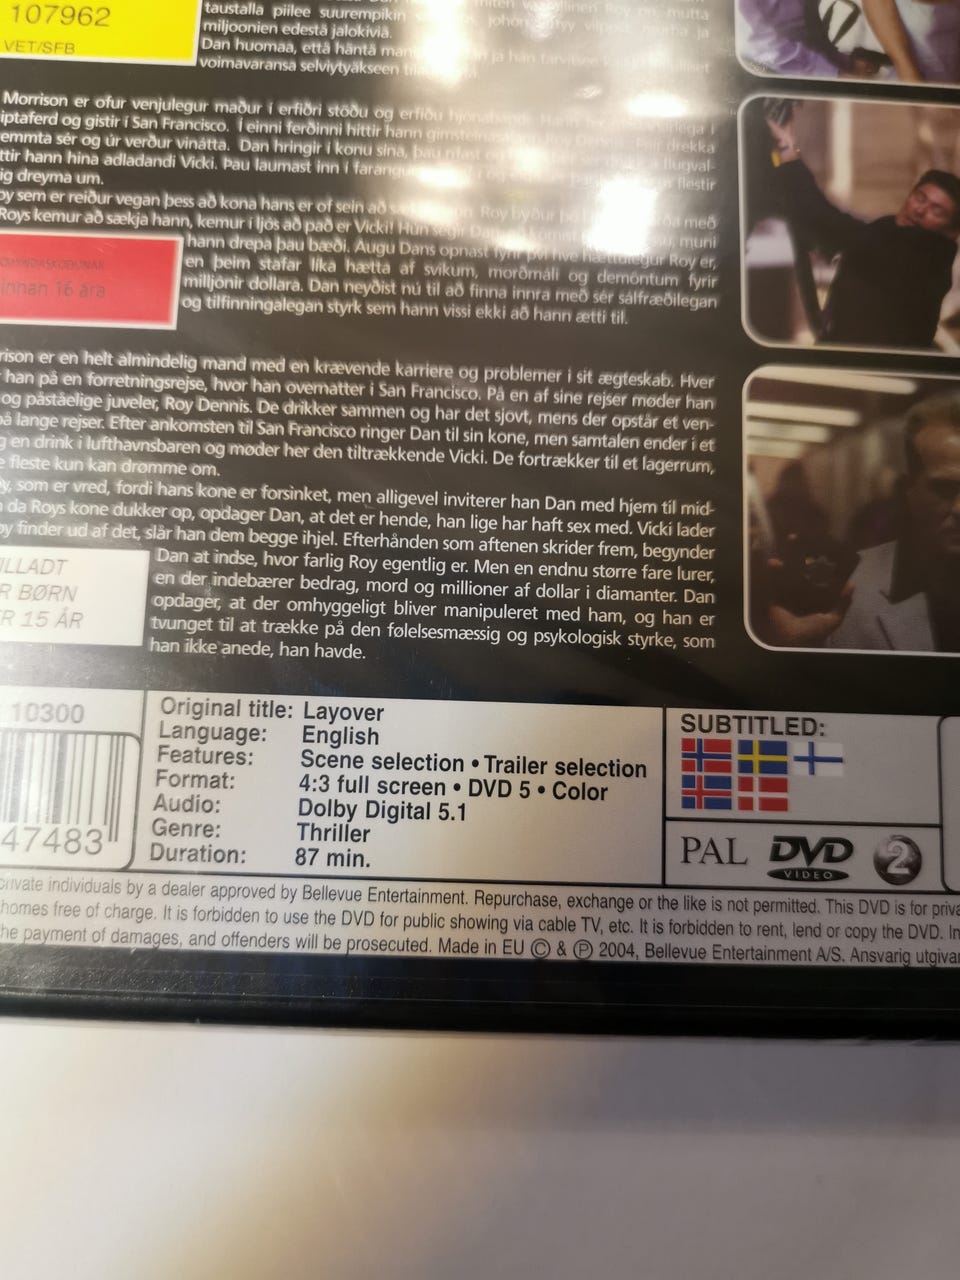 107962
VET/SFB
taustalla piilee suurempikin
miljoonien edestä jalokiviä.
Dan huomaa, että häntä
voimavaransa selviytyäkseen
Morrison er ofur venjulegur maður í erfiðri stöðu og erfiðu
iptaferd og gistir í San Francisco. Í einni ferðinni hittir hann
emmta sér og úr verður vinátta. Dan hringir í konu sína, þau
ttir hann hina adladandi Vicki. Þau laumast inn í
flestir
ig dreyma um.
oy sem er reiður vegan þess að kona hans er of sein að
Roy býður
með
Roys kemur að sækja hann, kemur í ljós að það er Vicki! Hún segir
muni
hann drepa þau bæði. Augu Dans opnast fyrir því hve hættulegur Roy er,
en þeim stafar líka hætta af svikum, morðmáli og demöntum fyrir
milljónir dollara. Dan neyðist nú til að finna innra með sér sálfræðilegan
og tilfinningalegan styrk sem hann vissi ekki að hann ætti til.
innan 16 ára
rison er en helt almindelig mand med en krævende karriere og problemer i sit ægteskab. Hver
han på en forretningsrejse, hvor han overnatter i San Francisco. På en af sine rejser møder han
og påståelige juveler, Roy Dennis. De drikker sammen og har det sjovt, mens der opstår et ven-
på lange rejser. Efter ankomsten til San Francisco ringer Dan til sin kone, men samtalen ender i et
g en drink i lufthavnsbaren og møder her den tiltrækkende Vicki. De fortrækker til et lagerrum,
e fleste kun kan drømme om.
y, som er vred, fordi hans kone er forsinket, men alligevel inviterer han Dan med hjem til mid-
da Roys kone dukker op, opdager Dan, at det er hende, han lige har haft sex med. Vicki lader
oy finder ud af det, slår han dem begge ihjel. Efterhånden som aftenen skrider frem, begynder
Dan at indse, hvor farlig Roy egentlig er. Men en endnu større fare lurer,
en der indebærer bedrag, mord og millioner af dollar i diamanter. Dan
opdager, at der omhyggeligt bliver manipuleret med ham, og han er
tvunget til at trække på den følelsesmæssig og psykologisk styrke, som
han ikke anede, han havde.
ILLADT
R BØRN
R 15 ÅR
10300
47483
Original title: Layover
Language: English
Features: Scene selection • Trailer selection
Format: 4:3 full screen • DVD 5 • Color
Audio: Dolby Digital 5.1
Genre: Thriller
Duration: 87 min.
SUBTITLED:
PAL DVD VIDEO 2
private individuals by a dealer approved by Bellevue Entertainment. Repurchase, exchange or the like is not permitted. This DVD is for priva
homes free of charge. It is forbidden to use the DVD for public showing via cable TV, etc. It is forbidden to rent, lend or copy the DVD. In
he payment of damages, and offenders will be prosecuted. Made in EU © & ℗ 2004, Bellevue Entertainment A/S. Ansvarig utgivar